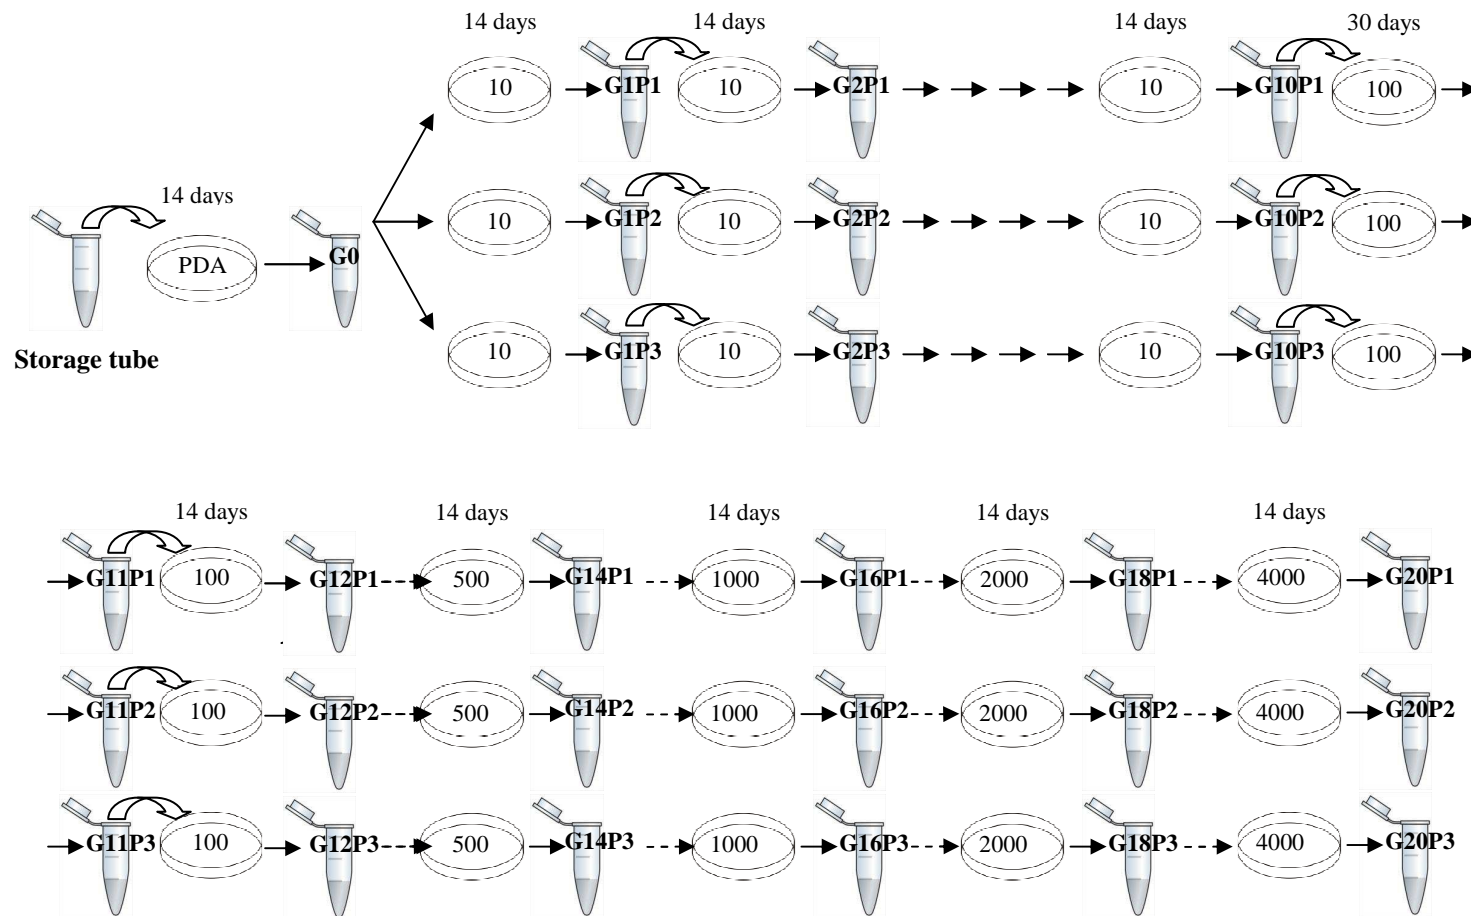 14 days 14 days 14 days 30 days
10 G1P1 10 G2P1 10 G10P1 100
14 days
10 G1P2 10 G2P2 10 G10P2 100
PDA G0
10 G1P3 10 G2P3 10 G10P3 100
Storage tube
14 days 14 days 14 days 14 days 14 days
G11P1 100 G12P1 500 G14P1 1000 G16P1 2000 G18P1 4000 G20P1
G11P2 100 G12P2 500 G14P2 1000 G16P2 2000 G18P2 4000 G20P2
G11P3 100 G12P3 500 G14P3 1000 G16P3 2000 G18P3 4000 G20P3